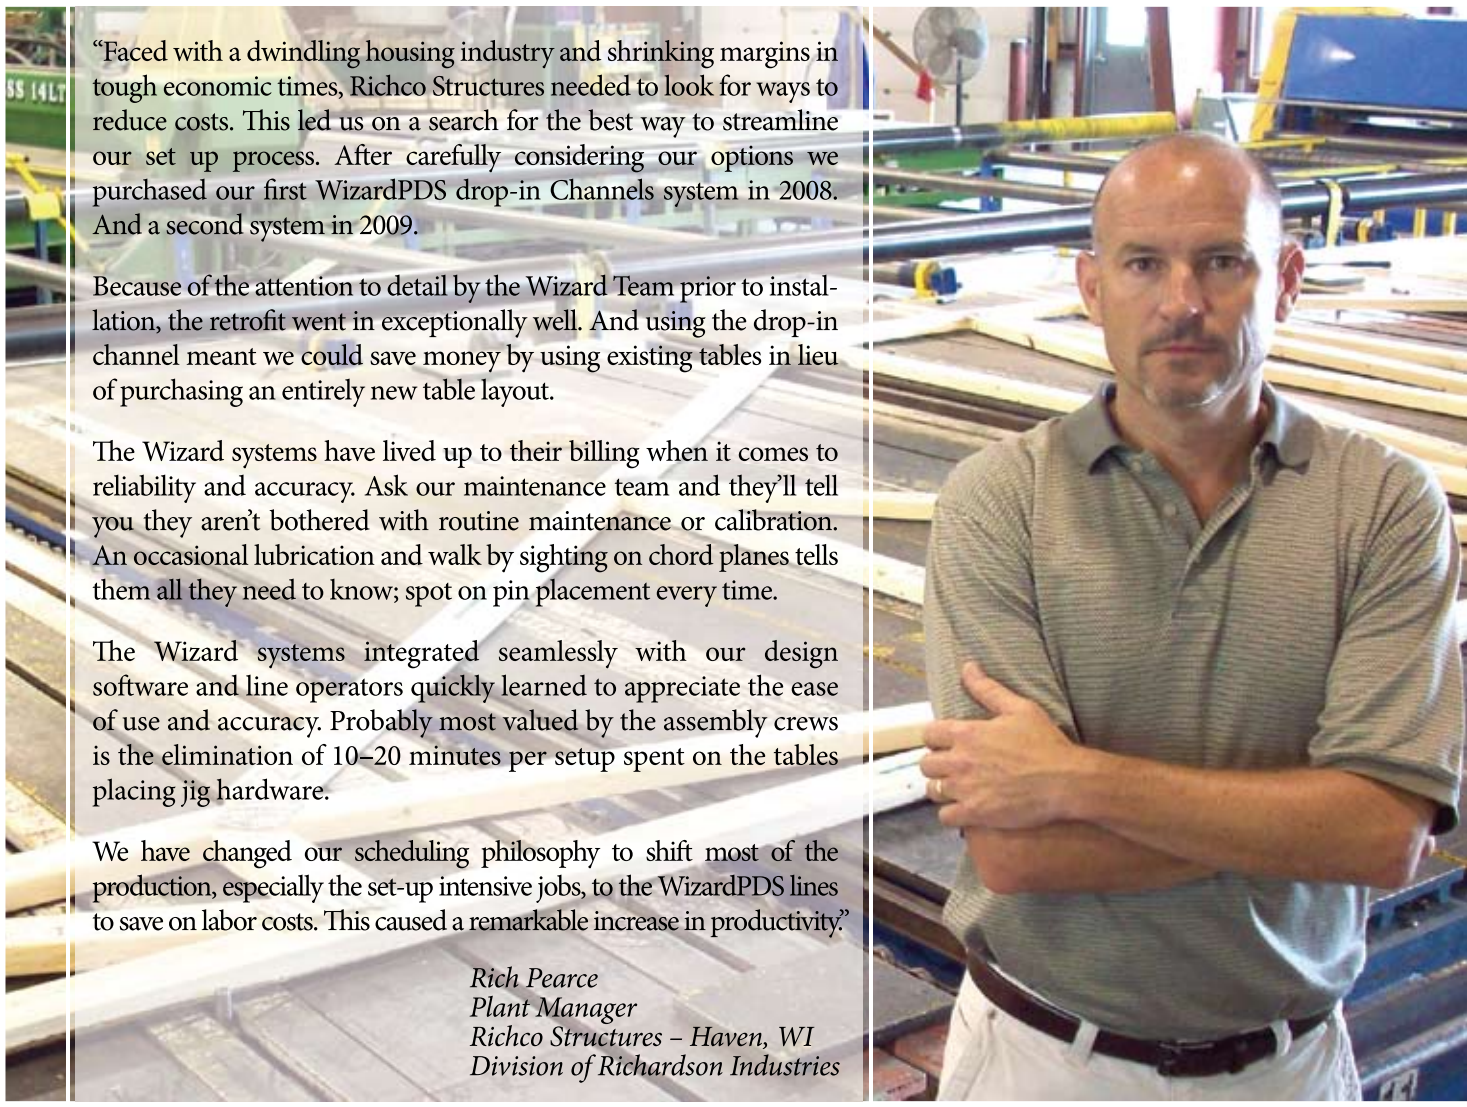 SS 14LT
“Faced with a dwindling housing industry and shrinking margins in
tough economic times, Richco Structures needed to look for ways to
reduce costs. This led us on a search for the best way to streamline
our set up process. After carefully considering our options we
purchased our first WizardPDS drop-in Channels system in 2008.
And a second system in 2009.
Because of the attention to detail by the Wizard Team prior to instal-
lation, the retrofit went in exceptionally well. And using the drop-in
channel meant we could save money by using existing tables in lieu
of purchasing an entirely new table layout.
The Wizard systems have lived up to their billing when it comes to
reliability and accuracy. Ask our maintenance team and they’ll tell
you they aren’t bothered with routine maintenance or calibration.
An occasional lubrication and walk by sighting on chord planes tells
them all they need to know; spot on pin placement every time.
The Wizard systems integrated seamlessly with our design
software and line operators quickly learned to appreciate the ease
of use and accuracy. Probably most valued by the assembly crews
is the elimination of 10–20 minutes per setup spent on the tables
placing jig hardware.
We have changed our scheduling philosophy to shift most of the
production, especially the set-up intensive jobs, to the WizardPDS lines
to save on labor costs. This caused a remarkable increase in productivity.”
Rich Pearce
Plant Manager
Richco Structures – Haven, WI
Division of Richardson Industries